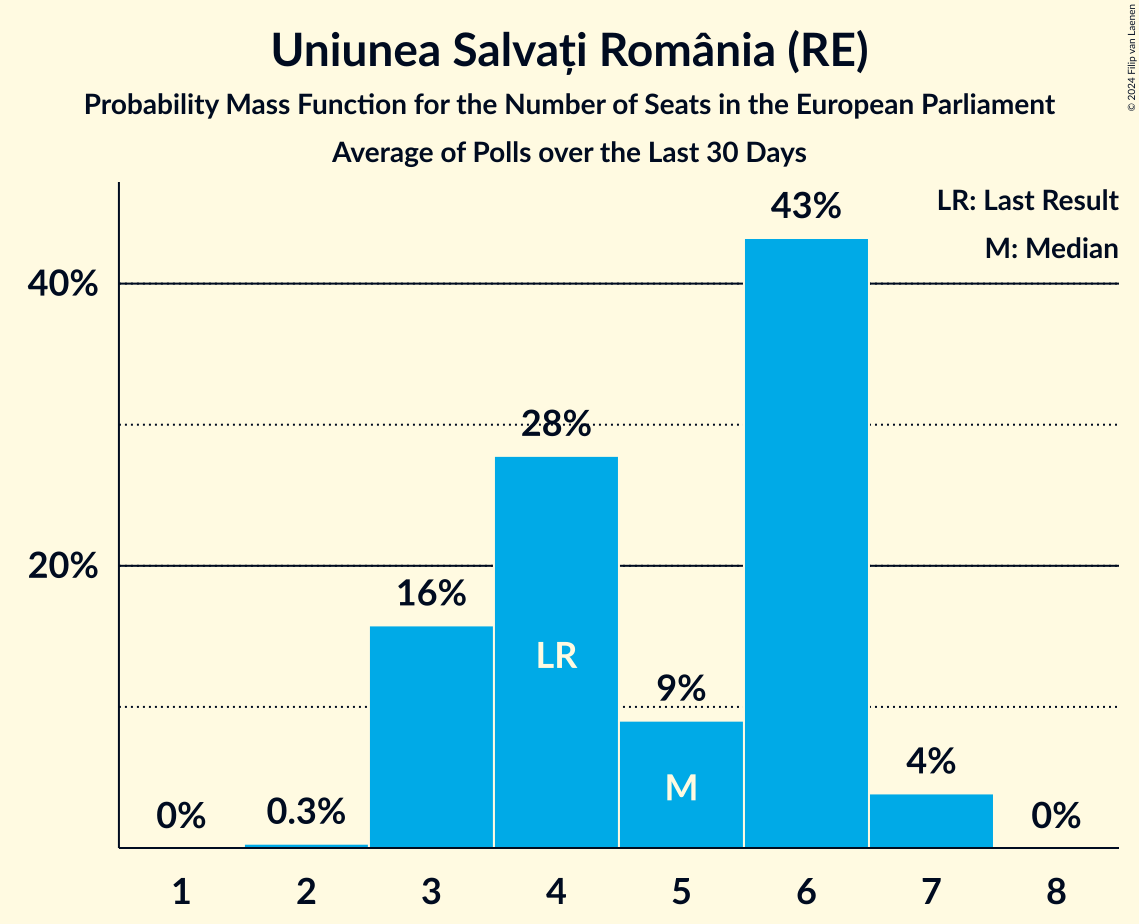 Uniunea Salvați România (RE)
Probability Mass Function for the Number of Seats in the European Parliament
Average of Polls over the Last 30 Days
© 2024 Filip van Laenen
LR: Last Result
M: Median
43%
40%
28%
20%
16%
LR
9%
M
4%
0%
0.3%
0%
1 2 3 4 5 6 7 8